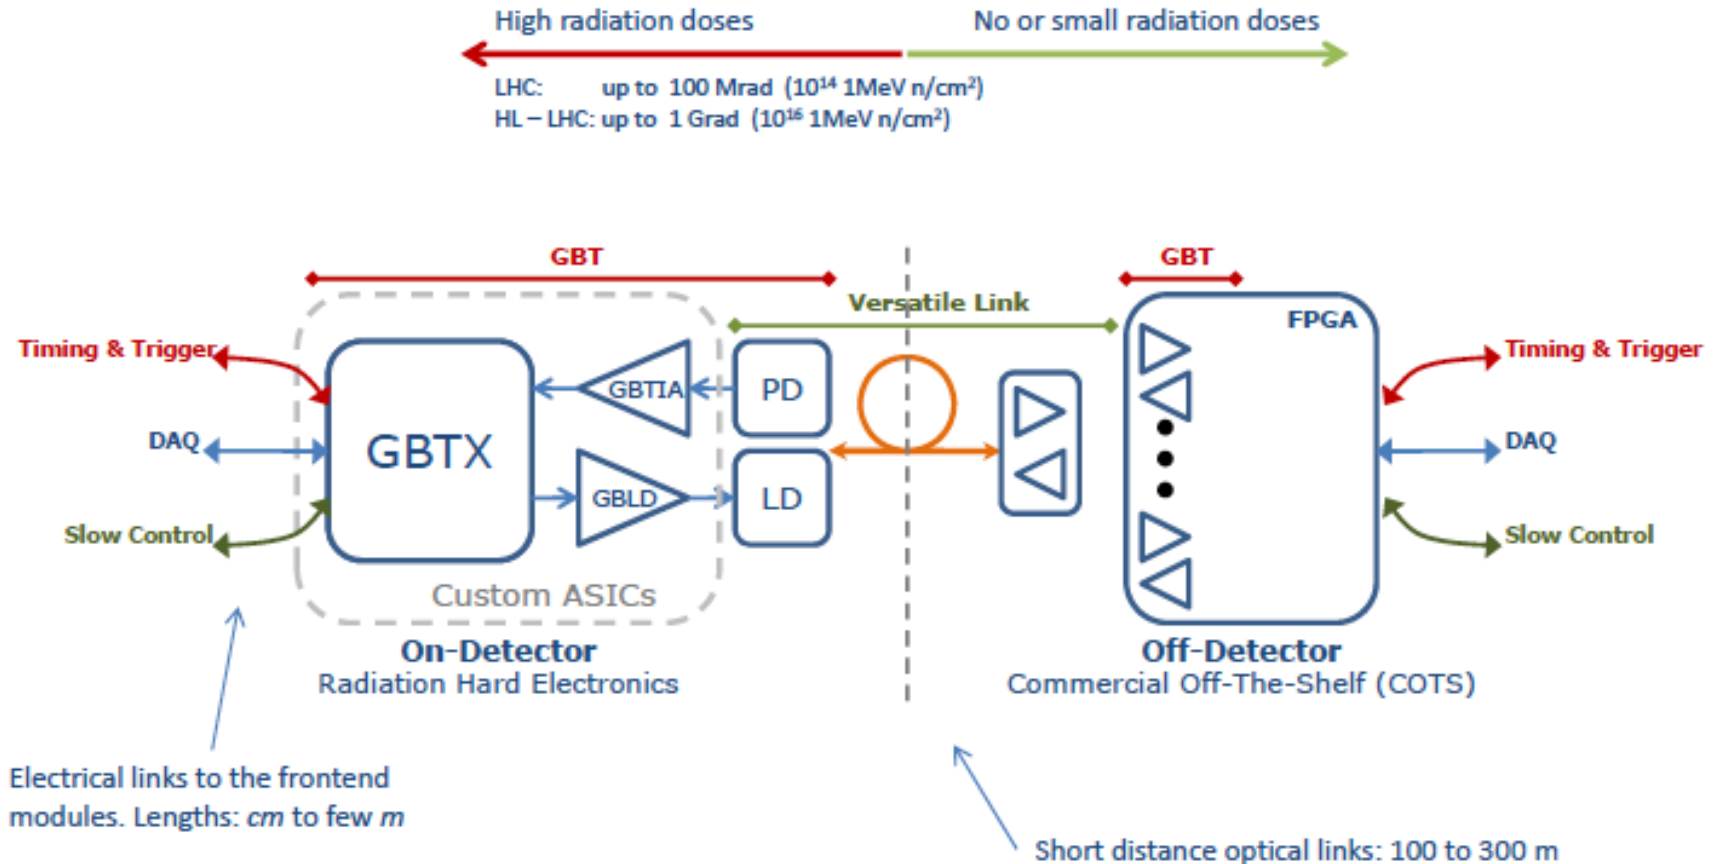 High radiation doses
No or small radiation doses
LHC: up to 100 Mrad (10¹⁴ 1MeV n/cm²)
HL – LHC: up to 1 Grad (10¹⁶ 1MeV n/cm²)
GBT
GBT
Versatile Link
FPGA
Timing & Trigger
Timing & Trigger
GBTIA
PD
DAQ
GBTX
DAQ
GBLD
LD
Slow Control
Slow Control
Custom ASICs
On-Detector
Radiation Hard Electronics
Off-Detector
Commercial Off-The-Shelf (COTS)
Electrical links to the frontend
modules. Lengths: cm to few m
Short distance optical links: 100 to 300 m